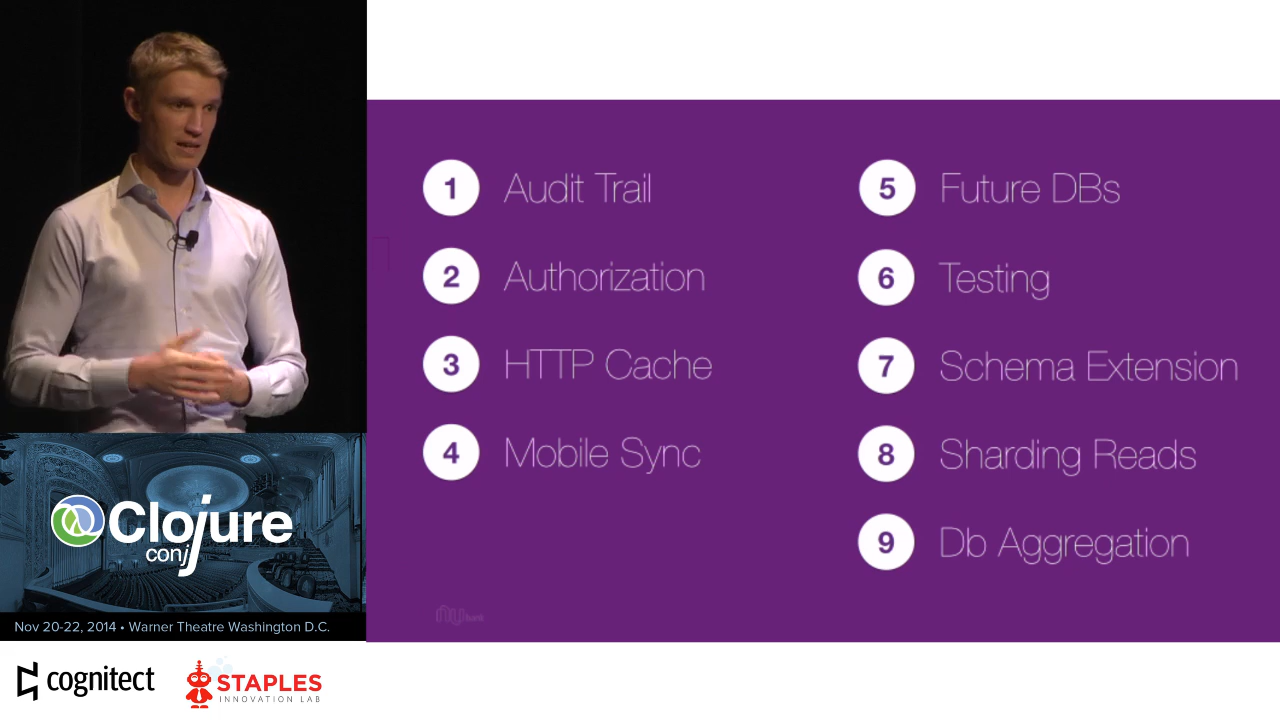 1 Audit Trail
2 Authorization
3 HTTP Cache
4 Mobile Sync
5 Future DBs
6 Testing
7 Schema Extension
8 Sharding Reads
9 Db Aggregation
nu bank
Clojure
conj
Nov 20-22, 2014 • Warner Theatre Washington D.C.
cognitect
STAPLES
INNOVATION LAB